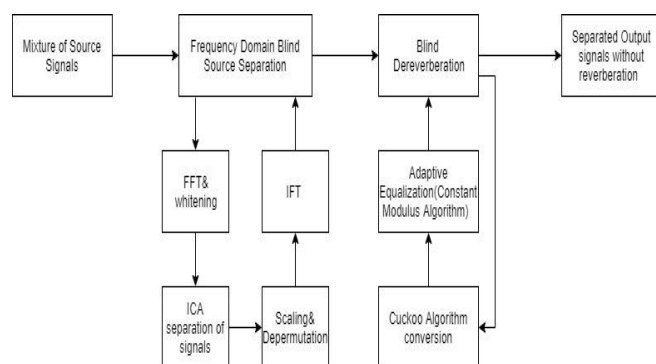 Mixture of Source
Signals
Frequency Domain Blind
Source Separation
Blind
Dereverberation
Separated Output
signals without
reverberation
FFT&
whitening
IFT
Adaptive
Equalization(Constant
Modulus Algorithm)
ICA
separation of
signals
Scaling&
Depermutation
Cuckoo Algorithm
conversion